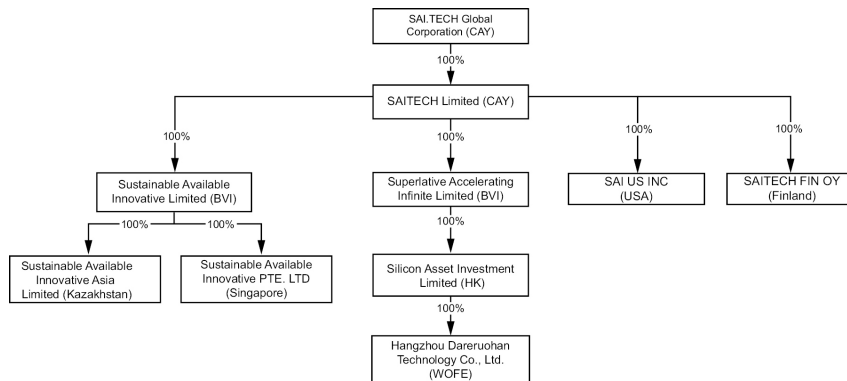 SAI.TECH Global
Corporation (CAY)
100%
SAITECH Limited (CAY)
100%
100%
100%
100%
Sustainable Available
Innovative Limited (BVI)
Superlative Accelerating
Infinite Limited (BVI)
SAI US INC
(USA)
SAITECH FIN OY
(Finland)
100%
100%
100%
Sustainable Available
Innovative Asia
Limited (Kazakhstan)
Sustainable Available
Innovative PTE. LTD
(Singapore)
Silicon Asset Investment
Limited (HK)
100%
Hangzhou Dareruohan
Technology Co., Ltd.
(WOFE)